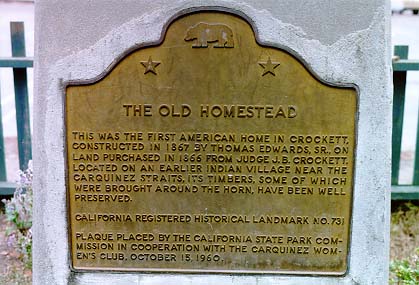 THE OLD HOMESTEAD
THIS WAS THE FIRST AMERICAN HOME IN CROCKETT,
CONSTRUCTED IN 1867 BY THOMAS EDWARDS, SR., ON
LAND PURCHASED IN 1866 FROM JUDGE J.B. CROCKETT.
LOCATED ON AN EARLIER INDIAN VILLAGE NEAR THE
CARQUINEZ STRAITS, ITS TIMBERS, SOME OF WHICH
WERE BROUGHT AROUND THE HORN, HAVE BEEN WELL
PRESERVED.
CALIFORNIA REGISTERED HISTORICAL LANDMARK NO. 731
PLAQUE PLACED BY THE CALIFORNIA STATE PARK COM-
MISSION IN COOPERATION WITH THE CARQUINEZ WOM-
EN'S CLUB, OCTOBER 15, 1960.